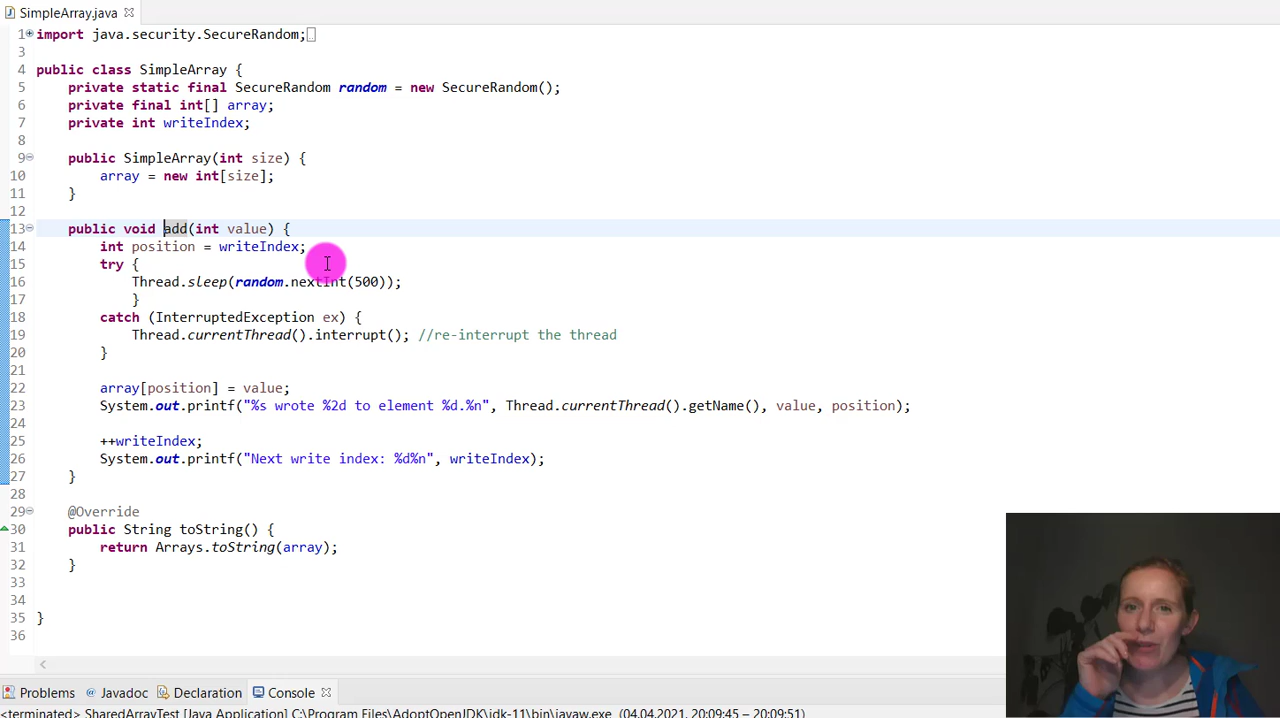 SimpleArray.java
1 import java.security.SecureRandom;
3
4 public class SimpleArray {
5 private static final SecureRandom random = new SecureRandom();
6 private final int[] array;
7 private int writeIndex;
8
9 public SimpleArray(int size) {
10 array = new int[size];
11 }
12
13 public void add(int value) {
14 int position = writeIndex;
15 try {
16 Thread.sleep(random.nextInt(500));
17 }
18 catch (InterruptedException ex) {
19 Thread.currentThread().interrupt(); //re-interrupt the thread
20 }
21
22 array[position] = value;
23 System.out.printf("%s wrote %2d to element %d.%n", Thread.currentThread().getName(), value, position);
24
25 ++writeIndex;
26 System.out.printf("Next write index: %d%n", writeIndex);
27 }
28
29 @Override
30 public String toString() {
31 return Arrays.toString(array);
32 }
33
34
35 }
36
Problems @ Javadoc Declaration Console
<terminated> SharedArrayTest [Java Application] C:\Program Files\AdoptOpenJDK\jdk-11\bin\javaw.exe (04.04.2021, 20:09:45 – 20:09:51)